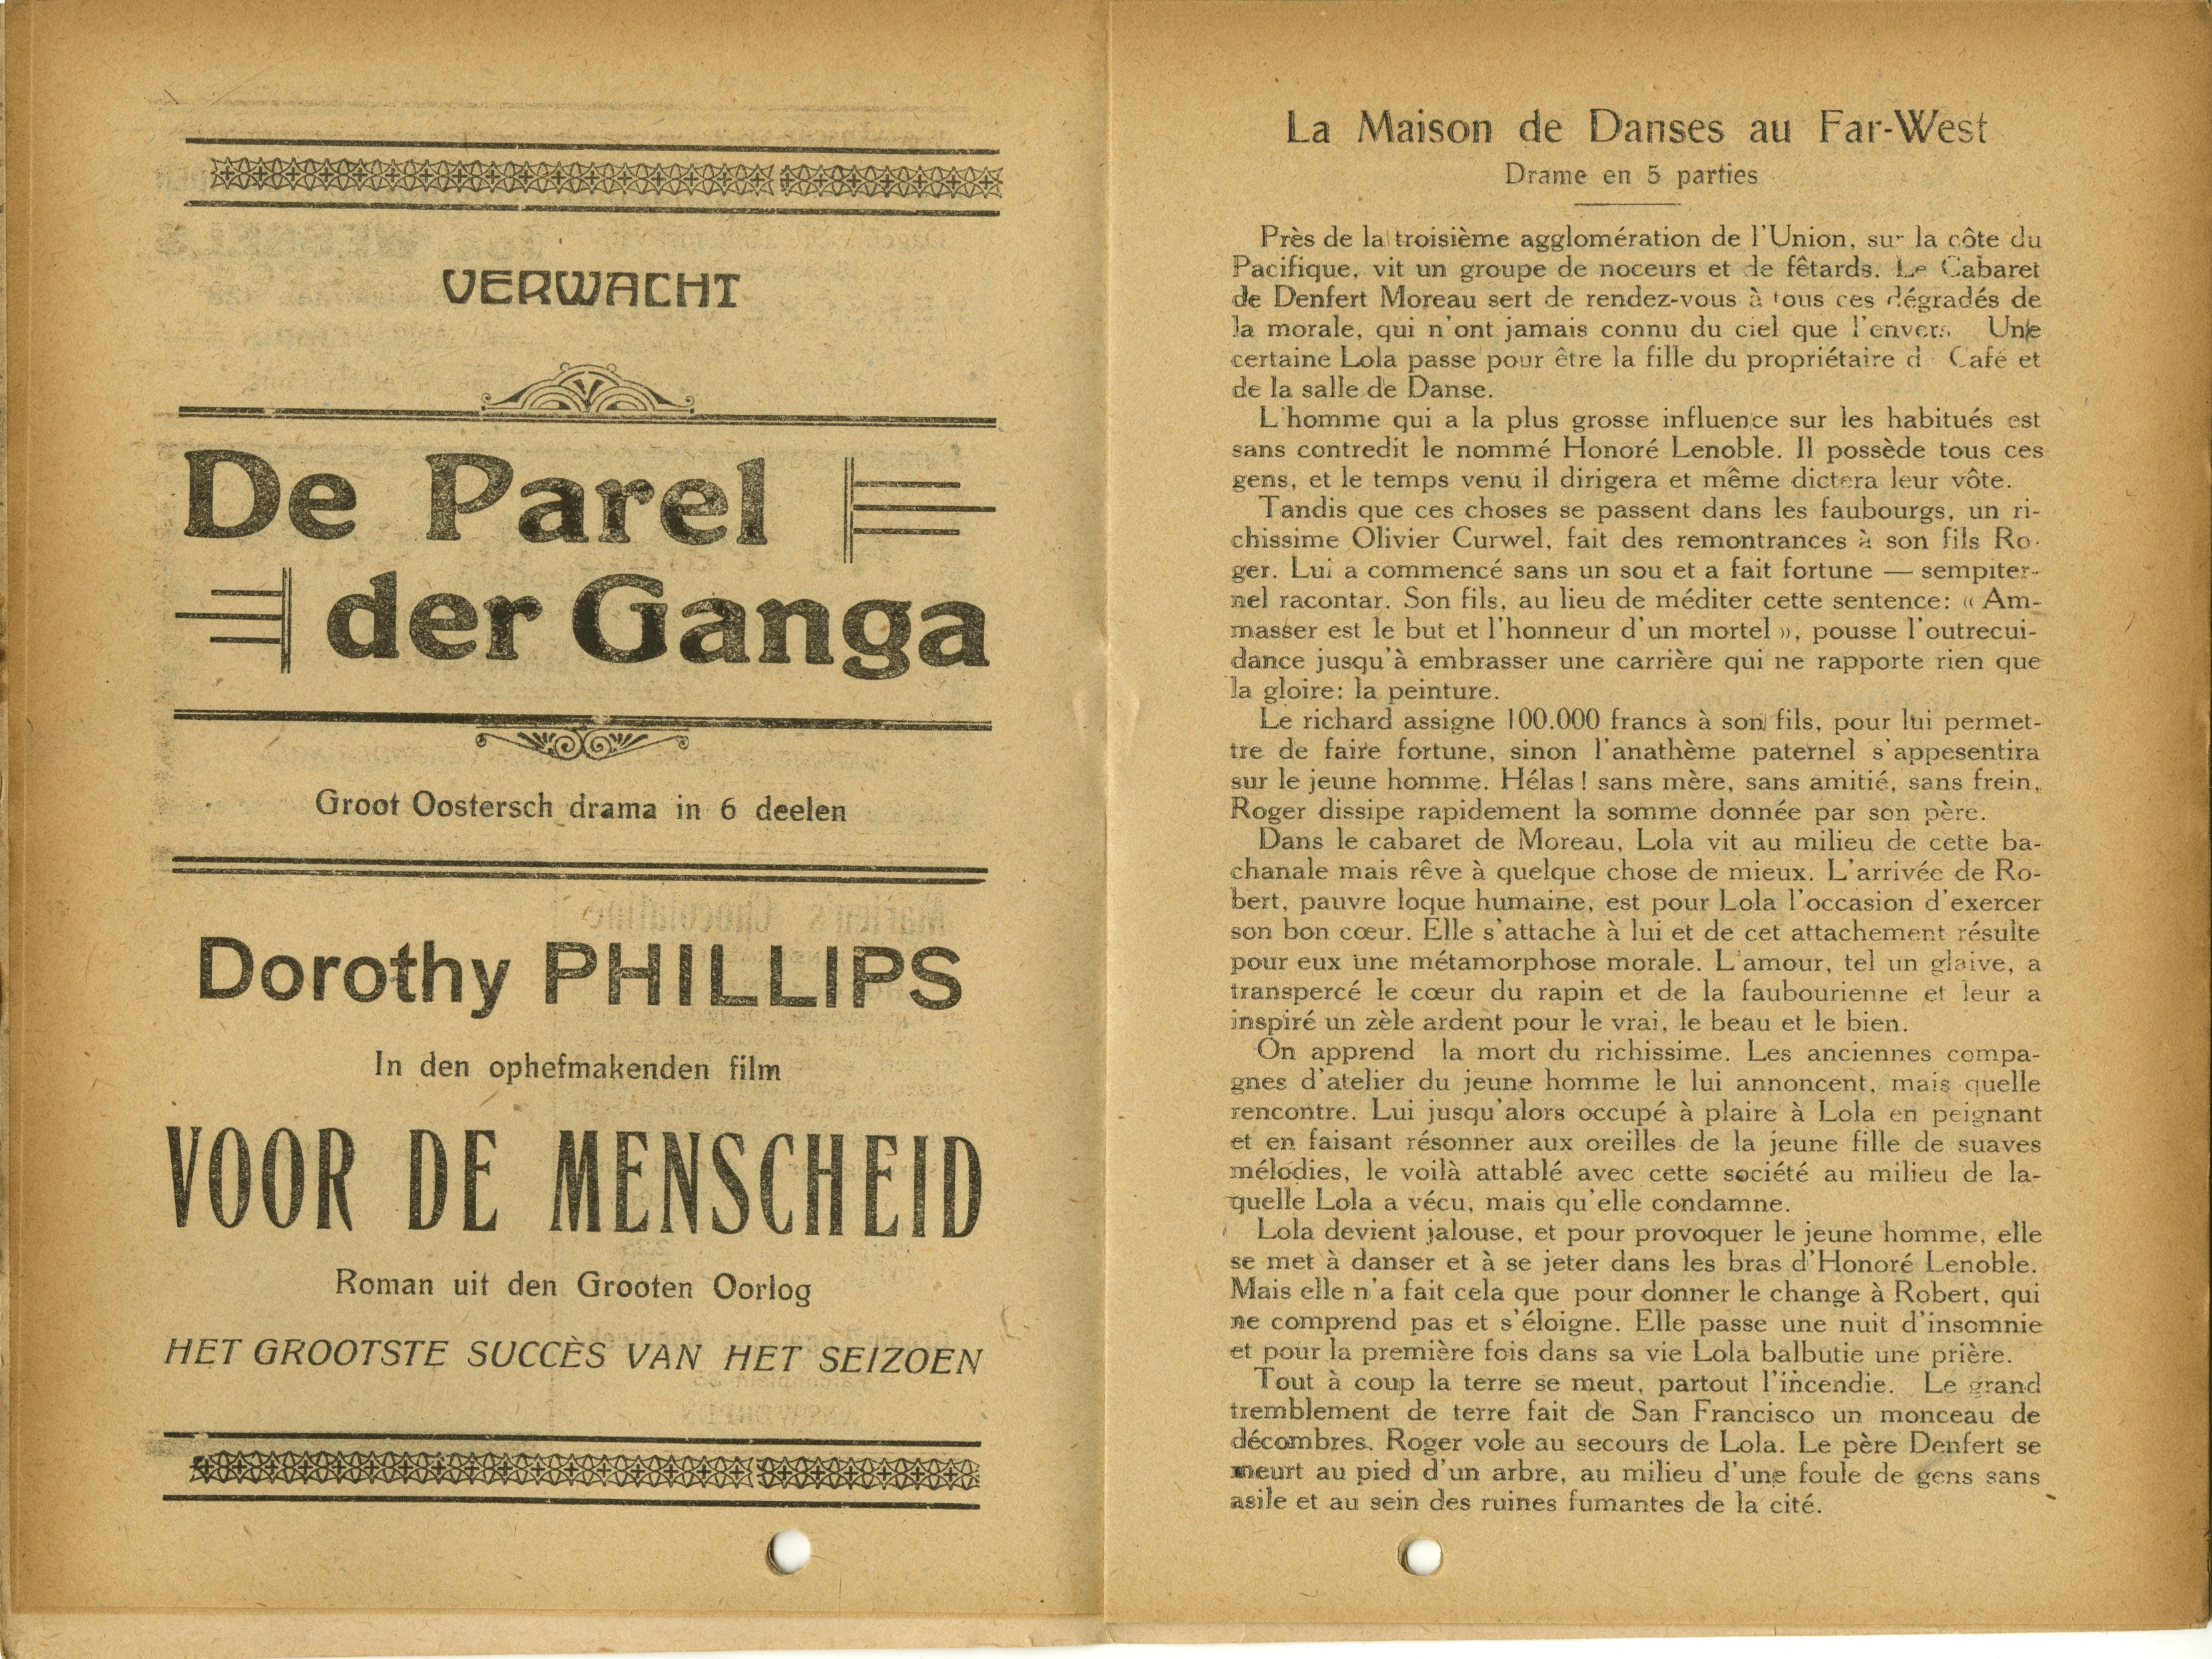 VERWACHT
De Parel
der Ganga
Groot Oostersch drama in 6 deelen
Dorothy PHILLIPS
In den ophefmakenden film
VOOR DE MENSCHEID
Roman uit den Grooten Oorlog
HET GROOTSTE SUCCÈS VAN HET SEIZOEN
La Maison de Danses au Far-West
Drame en 5 parties
Près de la troisième agglomération de l'Union, sur la côte du
Pacifique, vit un groupe de noceurs et de fêtards. Le Cabaret
de Denfert Moreau sert de rendez-vous à tous ces dégradés de
la morale, qui n'ont jamais connu du ciel que l'envers Une
certaine Lola passe pour être la fille du propriétaire d Café et
de la salle de Danse.
L'homme qui a la plus grosse influence sur les habitués est
sans contredit le nommé Honoré Lenoble. Il possède tous ces
gens, et le temps venu il dirigera et même dictera leur vôte.
Tandis que ces choses se passent dans les faubourgs, un ri-
chissime Olivier Curwel, fait des remontrances à son fils Ro-
ger. Lui a commencé sans un sou et a fait fortune — sempiter-
nel racontar. Son fils, au lieu de méditer cette sentence: « Am-
masser est le but et l'honneur d'un mortel », pousse l'outrecui-
dance jusqu'à embrasser une carrière qui ne rapporte rien que
la gloire: la peinture.
Le richard assigne 100.000 francs à son fils, pour lui permet-
tre de faire fortune, sinon l'anathème paternel s'appesentira
sur le jeune homme. Hélas ! sans mère, sans amitié, sans frein,
Roger dissipe rapidement la somme donnée par son père.
Dans le cabaret de Moreau, Lola vit au milieu de cette ba-
chanale mais rêve à quelque chose de mieux. L'arrivée de Ro-
bert, pauvre loque humaine, est pour Lola l'occasion d'exercer
son bon cœur. Elle s'attache à lui et de cet attachement résulte
pour eux une métamorphose morale. L'amour, tel un glaive, a
transpercé le cœur du rapin et de la faubourienne et leur a
inspiré un zèle ardent pour le vrai, le beau et le bien.
On apprend la mort du richissime. Les anciennes compa-
gnes d'atelier du jeune homme le lui annoncent, mais quelle
rencontre. Lui jusqu'alors occupé à plaire à Lola en peignant
et en faisant résonner aux oreilles de la jeune fille de suaves
mélodies, le voilà attablé avec cette société au milieu de la-
quelle Lola a vécu, mais qu'elle condamne.
Lola devient jalouse, et pour provoquer le jeune homme, elle
se met à danser et à se jeter dans les bras d'Honoré Lenoble.
Mais elle n'a fait cela que pour donner le change à Robert, qui
ne comprend pas et s'éloigne. Elle passe une nuit d'insomnie
et pour la première fois dans sa vie Lola balbutie une prière.
Tout à coup la terre se meut, partout l'incendie. Le grand
tremblement de terre fait de San Francisco un monceau de
décombres. Roger vole au secours de Lola. Le père Denfert se
meurt au pied d'un arbre, au milieu d'une foule de gens sans
asile et au sein des ruines fumantes de la cité.